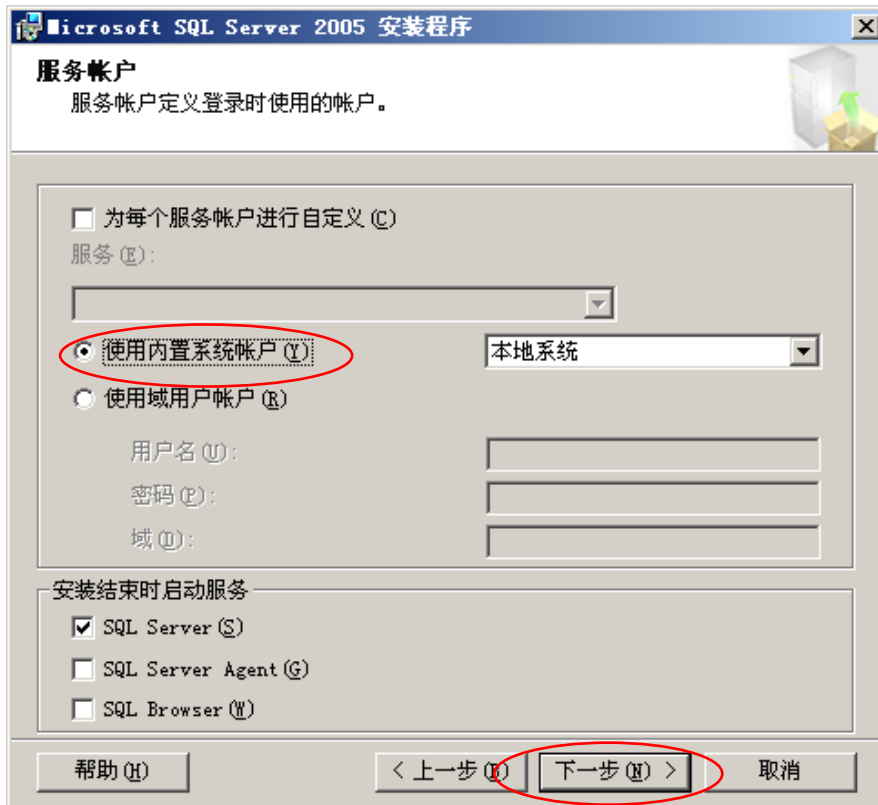 Microsoft SQL Server 2005 安装程序
服务帐户
服务帐户定义登录时使用的帐户。
为每个服务帐户进行自定义(C)
服务(E):
使用内置系统帐户(Y)
本地系统
使用域用户帐户(R)
用户名(U):
密码(P):
域(D):
安装结束时启动服务
SQL Server(S)
SQL Server Agent(G)
SQL Browser(W)
帮助(H)
< 上一步(B)
下一步(N) >
取消